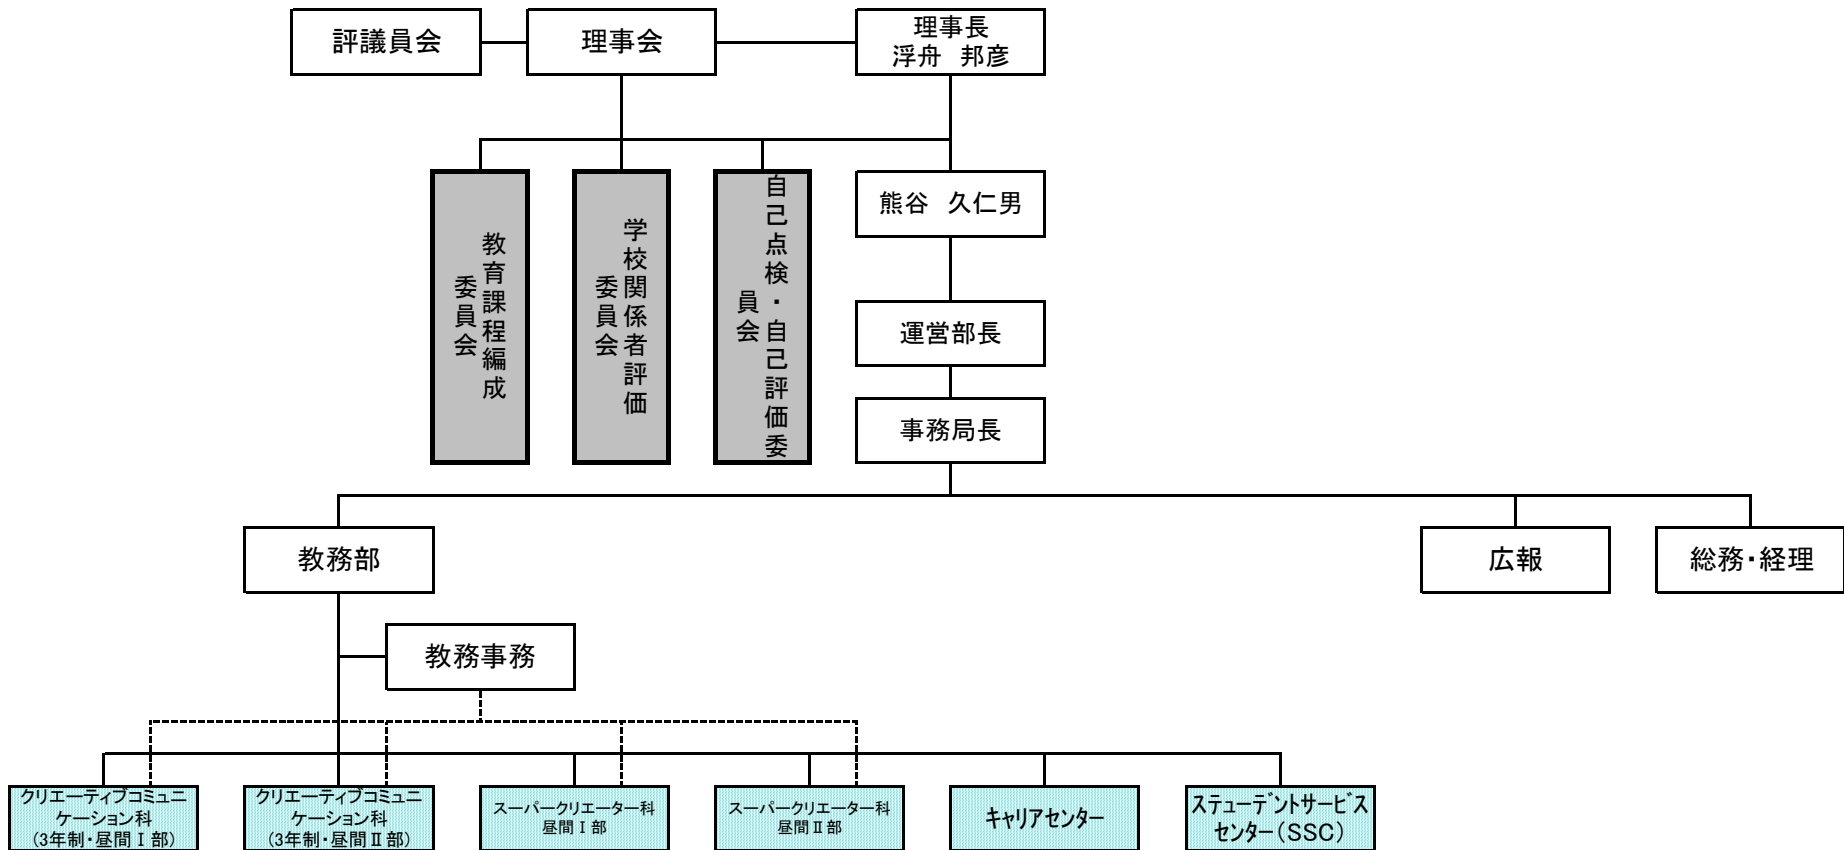 評議員会
理事会
理事長
浮舟　邦彦
教育課程編成
委員会
学校関係者評価
委員会
自己点検・自己評価委
員会
熊谷　久仁男
運営部長
事務局長
教務部
広報
総務・経理
教務事務
クリエーティブコミュニ
ケーション科
(3年制・昼間Ⅰ部)
クリエーティブコミュニ
ケーション科
(3年制・昼間Ⅱ部)
スーパークリエーター科
昼間Ⅰ部
スーパークリエーター科
昼間Ⅱ部
キャリアセンター
ステューデントサービス
センター(SSC)